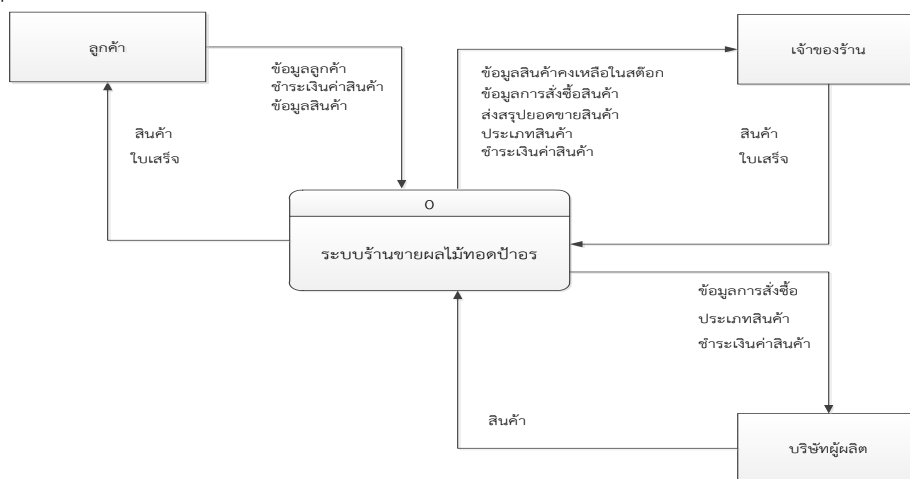 ลูกค้า
ข้อมูลลูกค้า
ชำระเงินค่าสินค้า
ข้อมูลสินค้า
สินค้า
ใบเสร็จ
ข้อมูลสินค้าคงเหลือในสต๊อก
ข้อมูลการสั่งซื้อสินค้า
ส่งสรุปยอดขายสินค้า
ประเภทสินค้า
ชำระเงินค่าสินค้า
เจ้าของร้าน
สินค้า
ใบเสร็จ
0
ระบบร้านขายผลไม้ทอดป้าอร
ข้อมูลการสั่งซื้อ
ประเภทสินค้า
ชำระเงินค่าสินค้า
สินค้า
บริษัทผู้ผลิต